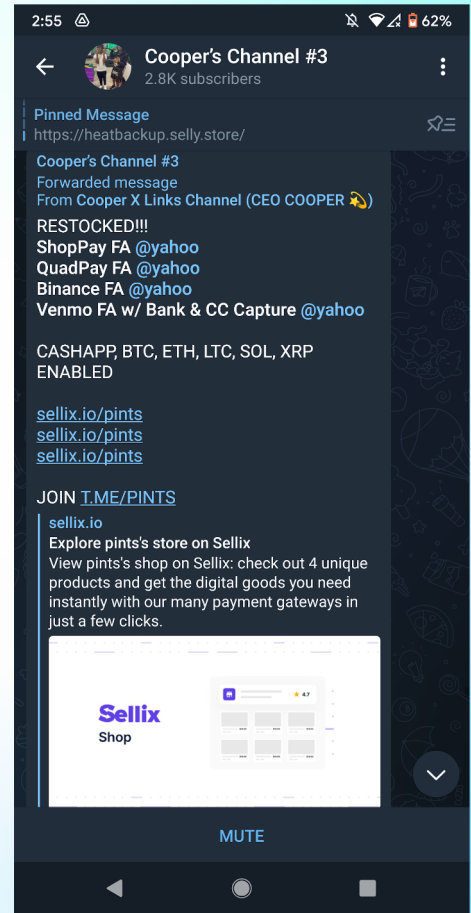 2:55
62%
Cooper's Channel #3
2.8K subscribers
Pinned Message
https://heatbackup.selly.store/
Cooper's Channel #3
Forwarded message
From Cooper X Links Channel (CEO COOPER 💫)
RESTOCKED!!!
ShopPay FA @yahoo
QuadPay FA @yahoo
Binance FA @yahoo
Venmo FA w/ Bank & CC Capture @yahoo
CASHAPP, BTC, ETH, LTC, SOL, XRP
ENABLED
sellix.io/pints
sellix.io/pints
sellix.io/pints
JOIN T.ME/PINTS
sellix.io
Explore pints's store on Sellix
View pints's shop on Sellix: check out 4 unique
products and get the digital goods you need
instantly with our many payment gateways in
just a few clicks.
Sellix
Shop
4.7
MUTE